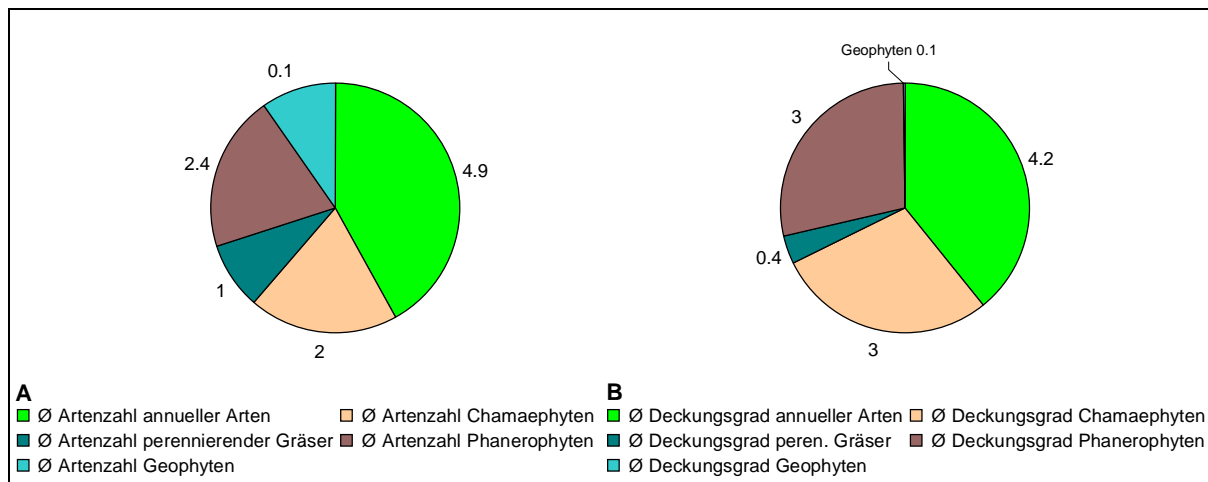 0.1
4.9
2.4
1
2
A
Ø Artenzahl annueller Arten
Ø Artenzahl Chamaephyten
Ø Artenzahl perennierender Gräser
Ø Artenzahl Phanerophyten
Ø Artenzahl Geophyten
Geophyten 0.1
3
4.2
0.4
3
B
Ø Deckungsgrad annueller Arten
Ø Deckungsgrad Chamaephyten
Ø Deckungsgrad peren. Gräser
Ø Deckungsgrad Phanerophyten
Ø Deckungsgrad Geophyten